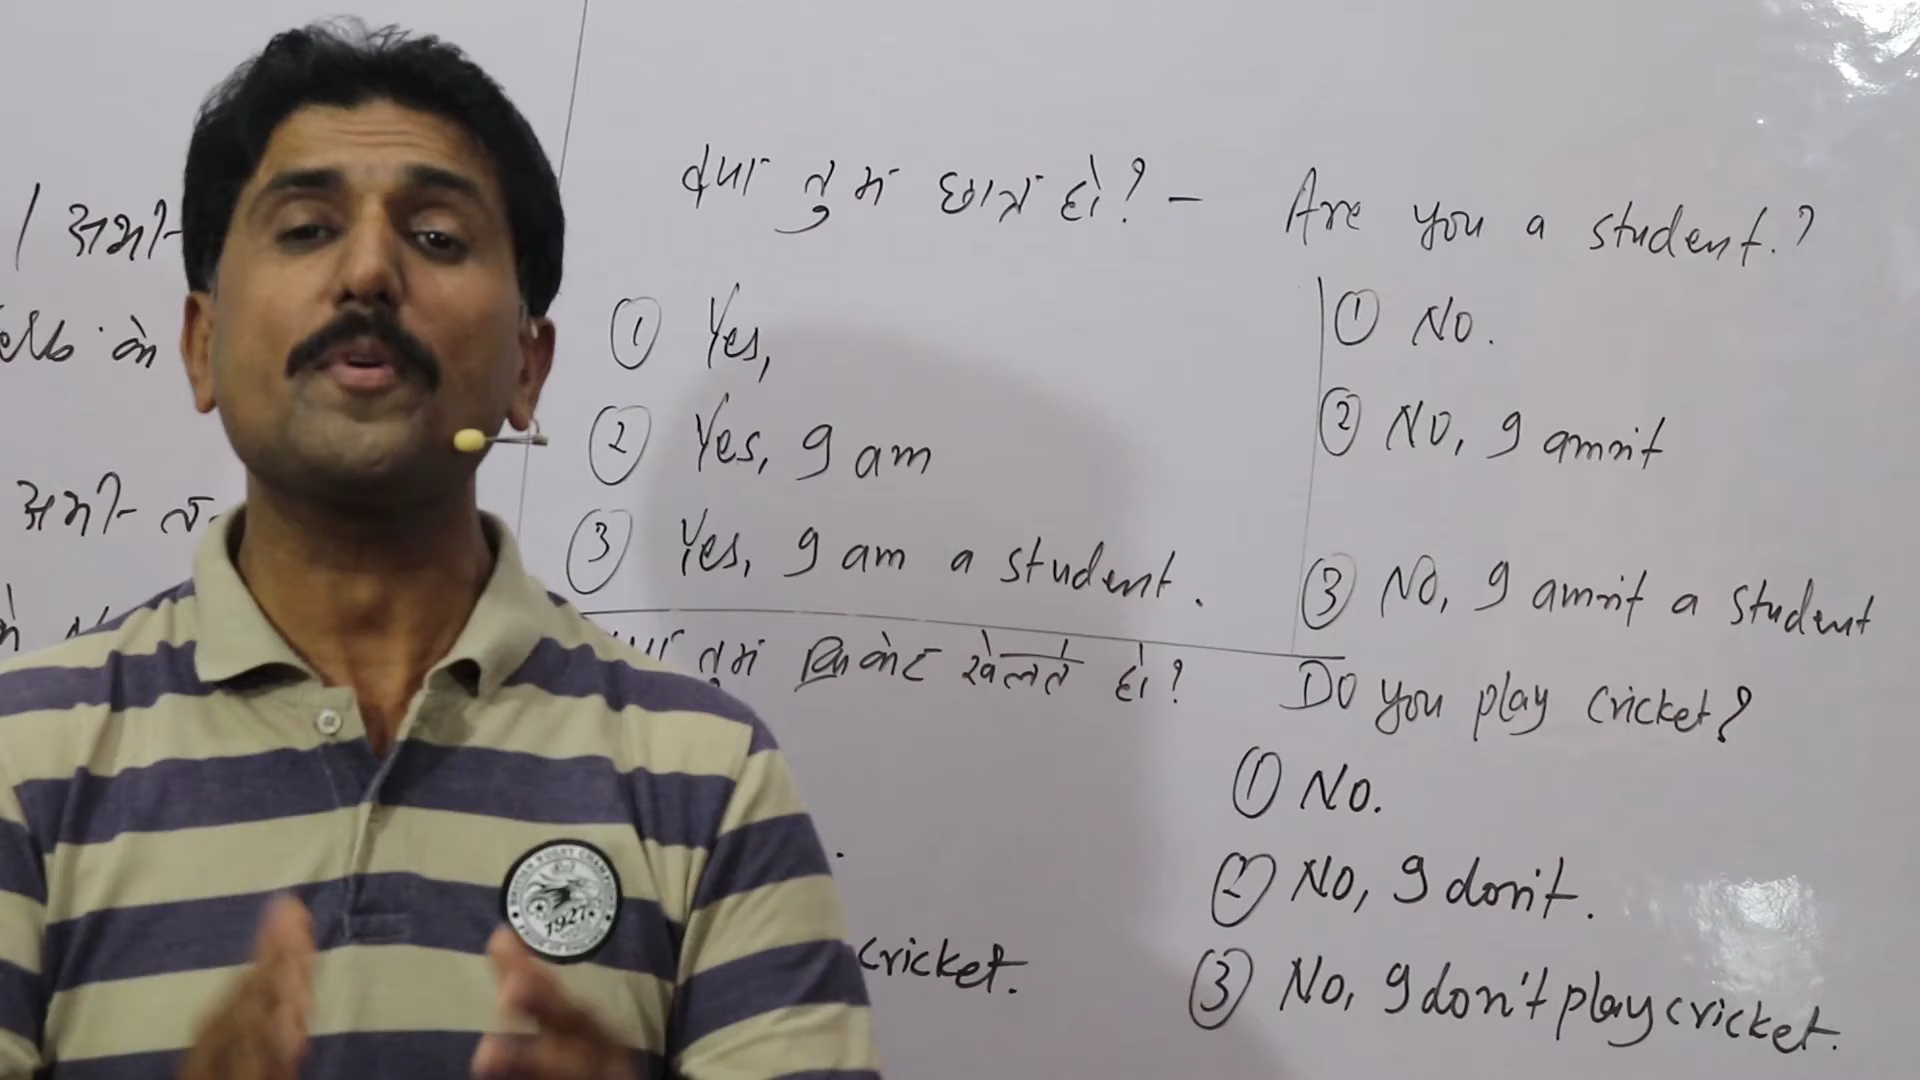 क्या तुम छात्र हो? - Are you a student.?
① Yes,
② Yes, I am
③ Yes, I am a student.
① No.
② No, I amn't
③ No, I amn't a student
तुम क्रिकेट खेलते हो? Do you play cricket?
① No.
② No, I don't.
③ No, I don't play cricket.
cricket.
1927